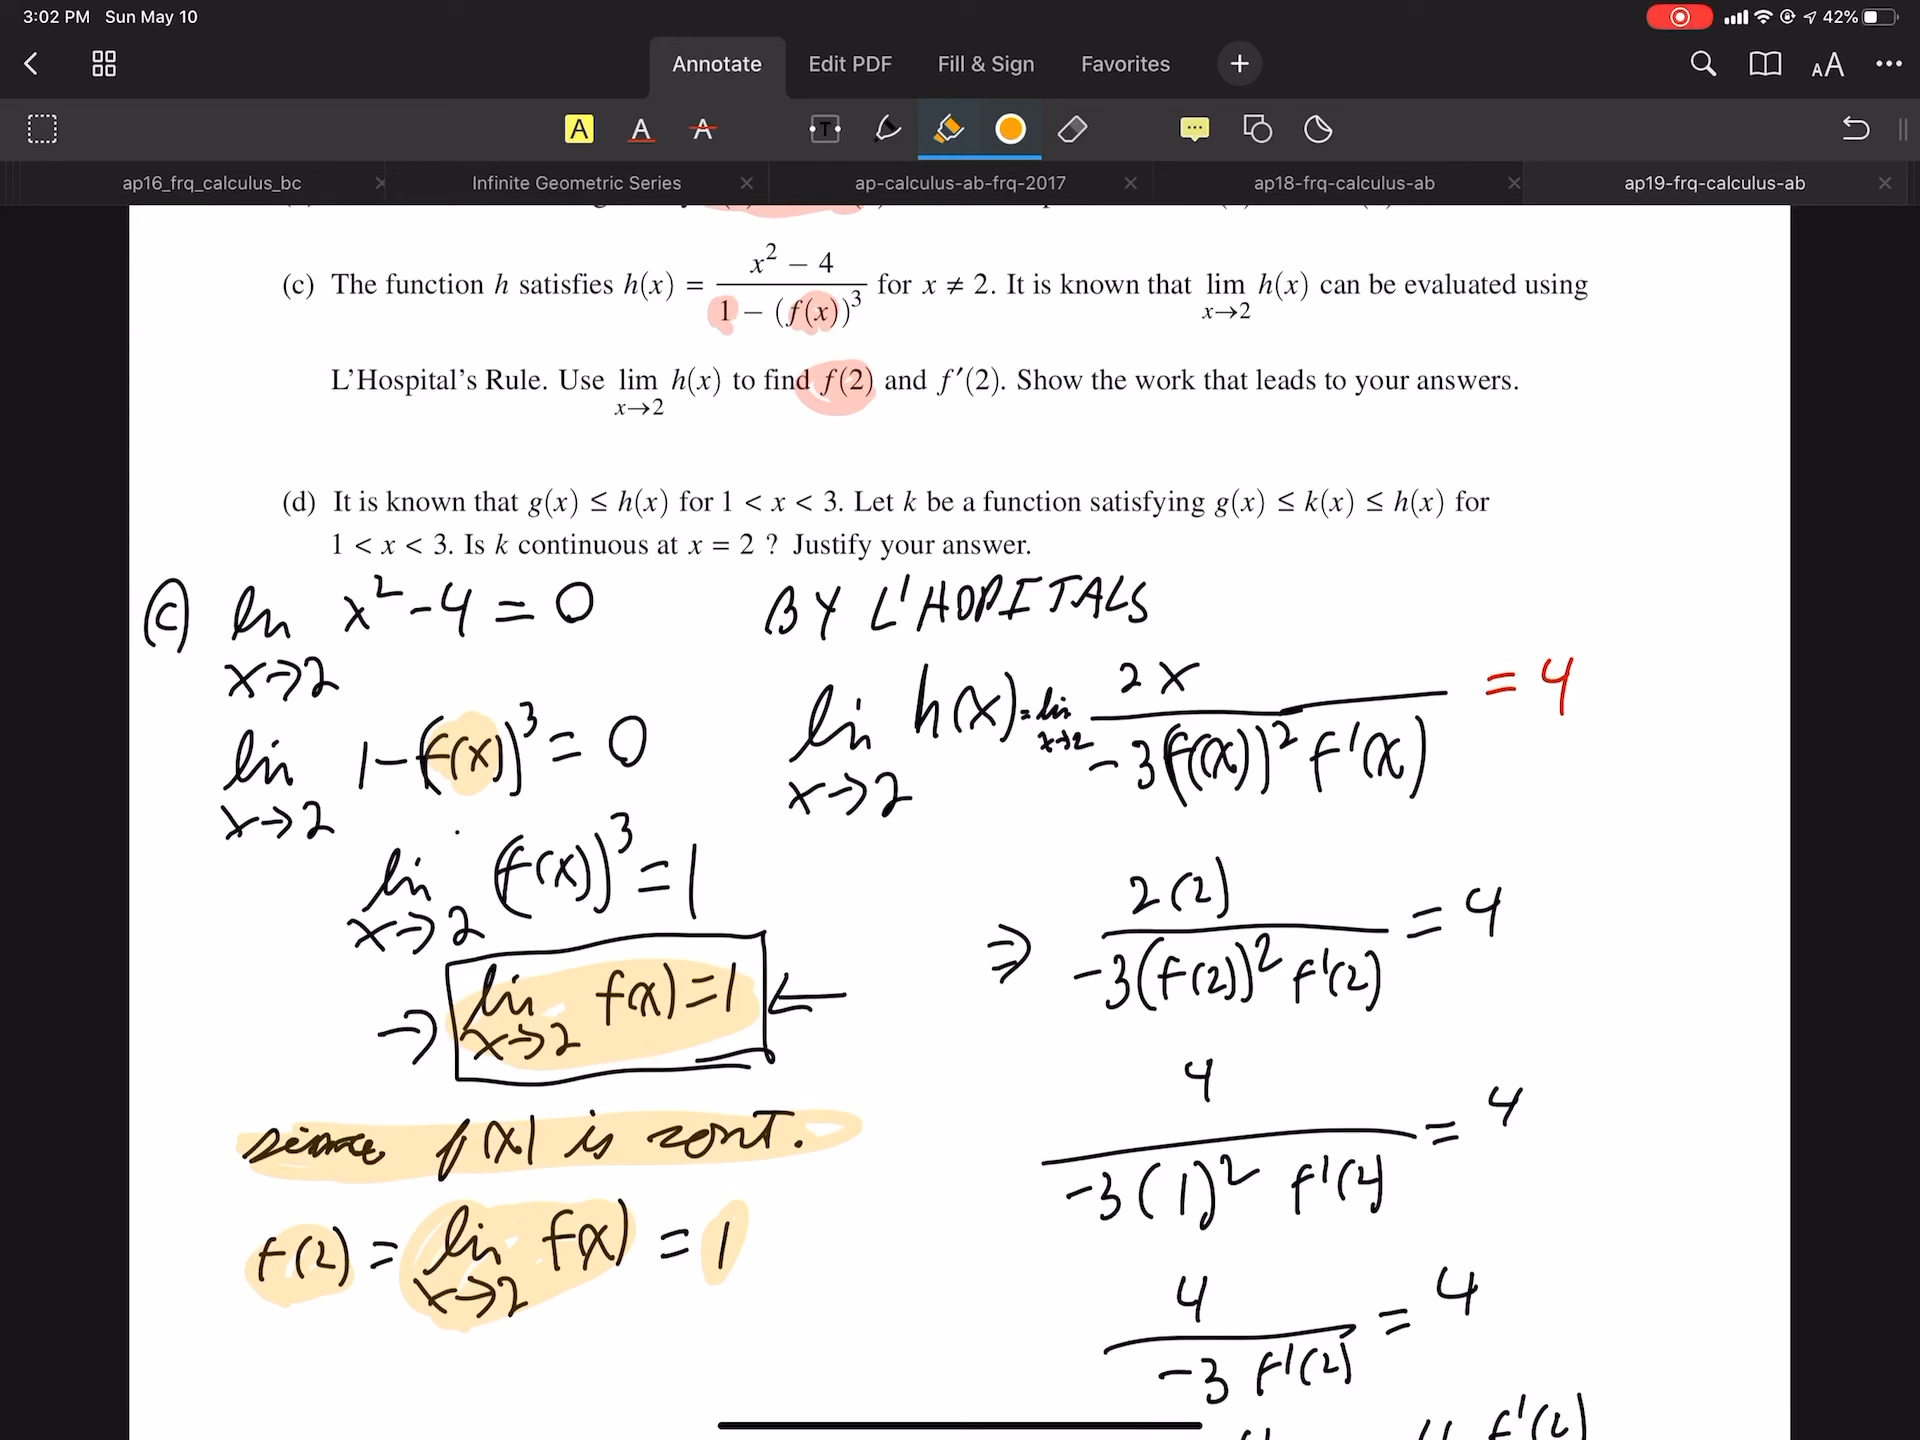 3:02 PM Sun May 10
42%
Annotate Edit PDF Fill & Sign Favorites +
A A A T
ap16_frq_calculus_bc × Infinite Geometric Series × ap-calculus-ab-frq-2017 × ap18-frq-calculus-ab × ap19-frq-calculus-ab ×
(c) The function h satisfies h(x) = (x² − 4)/(1 − (f(x))³) for x ≠ 2. It is known that lim x→2 h(x) can be evaluated using
L’Hospital’s Rule. Use lim x→2 h(x) to find f(2) and f′(2). Show the work that leads to your answers.
(d) It is known that g(x) ≤ h(x) for 1 < x < 3. Let k be a function satisfying g(x) ≤ k(x) ≤ h(x) for
1 < x < 3. Is k continuous at x = 2 ? Justify your answer.
(c) lim x→2 x² - 4 = 0
lim x→2 1 - (f(x))³ = 0
lim x→2 (f(x))³ = 1
→ lim x→2 f(x) = 1 ←
since f(x) is cont.
f(2) = lim x→2 f(x) = 1
BY L'HOPITALS
lim x→2 h(x) = lim x→2 2x/(-3(f(x))² f'(x)) = 4
⇒ 2(2)/(-3(f(2))² f'(2)) = 4
4/(-3(1)² f'(2)) = 4
4/(-3 f'(2)) = 4
f'(2)